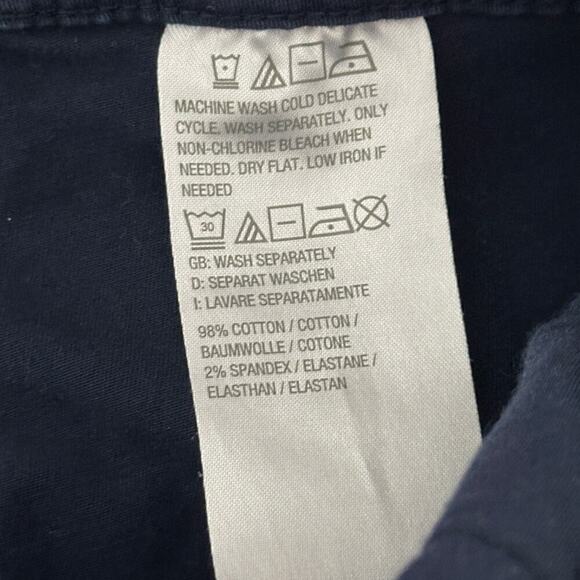 MACHINE WASH COLD DELICATE
CYCLE. WASH SEPARATELY. ONLY
NON-CHLORINE BLEACH WHEN
NEEDED. DRY FLAT. LOW IRON IF
NEEDED
30
GB: WASH SEPARATELY
D: SEPARAT WASCHEN
I: LAVARE SEPARATAMENTE
98% COTTON / COTTON /
BAUMWOLLE / COTONE
2% SPANDEX / ELASTANE /
ELASTHAN / ELASTAN